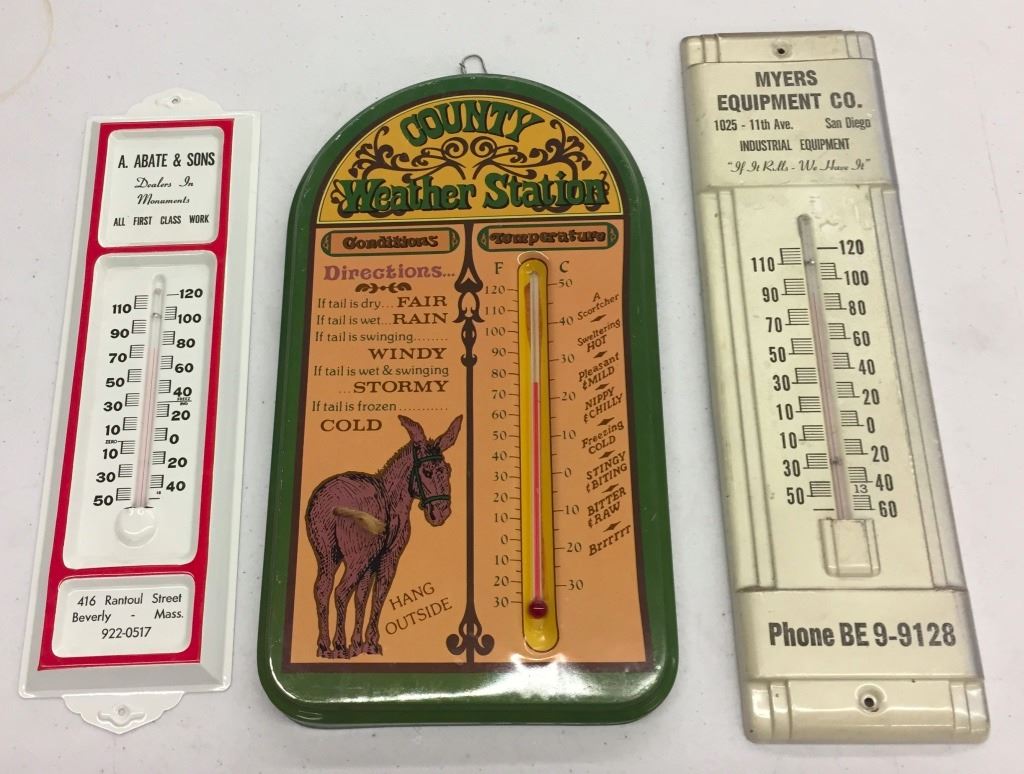 A. ABATE & SONS
Dealers In
Monuments
ALL FIRST CLASS WORK
120
110
100
90
80
70
60
50
40
30
20
10
0
ZERO
10
20
30
40
50
416 Rantoul Street
Beverly - Mass.
922-0517
COUNTY
Weather Station
Conditions
Directions...
If tail is dry... FAIR
If tail is wet... RAIN
If tail is swinging........
WINDY
If tail is wet & swinging
...STORMY
If tail is frozen...........
COLD
HANG
OUTSIDE
Temperature
F C
120 50
110
100 40
90
80 30
70 20
60
50 10
40
30 0
20
10 10
0
10 20
20
30 30
A
Scortcher
Sweltering
HOT
Pleasant
& MILD
NIPPY
& CHILLY
Freezing
COLD
STINGY
& BITING
BITTER
& RAW
Brrrrrr
MYERS
EQUIPMENT CO.
1025 - 11th Ave. San Diego
INDUSTRIAL EQUIPMENT
"If It Rolls - We Have It"
120
110
100
90
80
70
60
50
40
30
20
10
0
10
20
30
40
50
13
60
Phone BE 9-9128